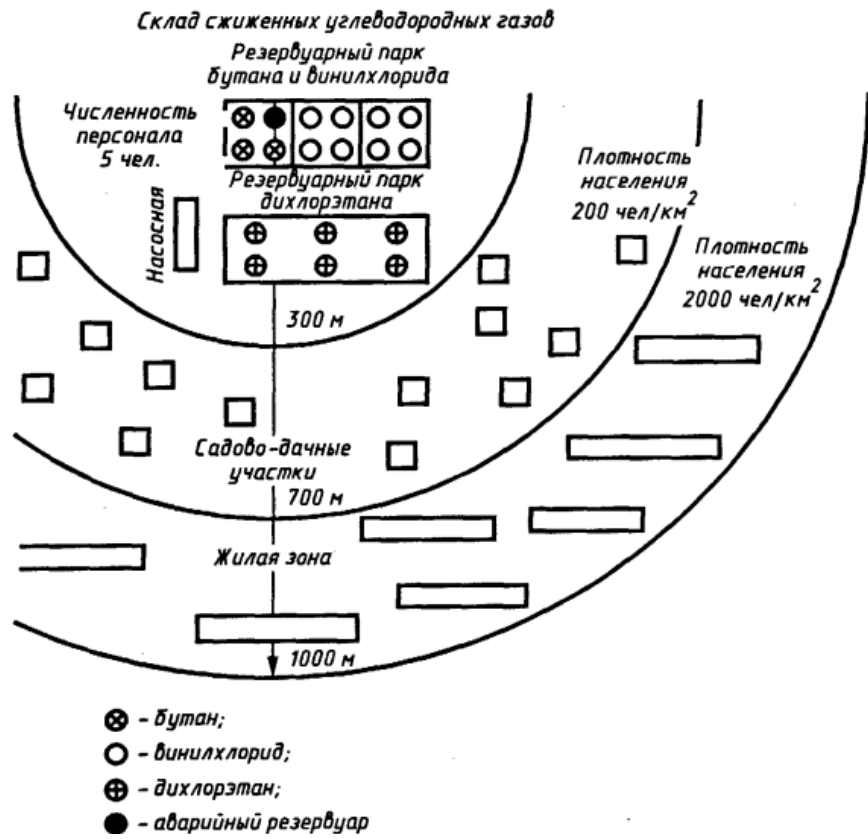 Склад сжиженных углеводородных газов
Резервуарный парк
бутана и винилхлорида
Численность
персонала
5 чел.
Резервуарный парк
дихлорэтана
Насосная
Плотность
населения
200 чел/км²
Плотность
населения
2000 чел/км²
300 м
Садово-дачные
участки
700 м
Жилая зона
1000 м
- бутан;
- винилхлорид;
- дихлорэтан;
- аварийный резервуар